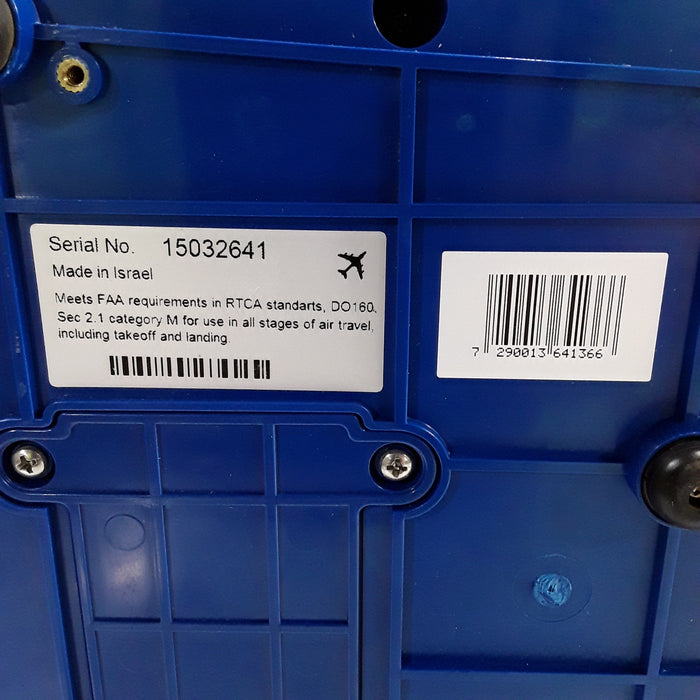 Serial No. 15032641
Made in Israel
Meets FAA requirements in RTCA standarts, DO160,
Sec 2.1 category M for use in all stages of air travel,
including takeoff and landing.
7 290013 641366